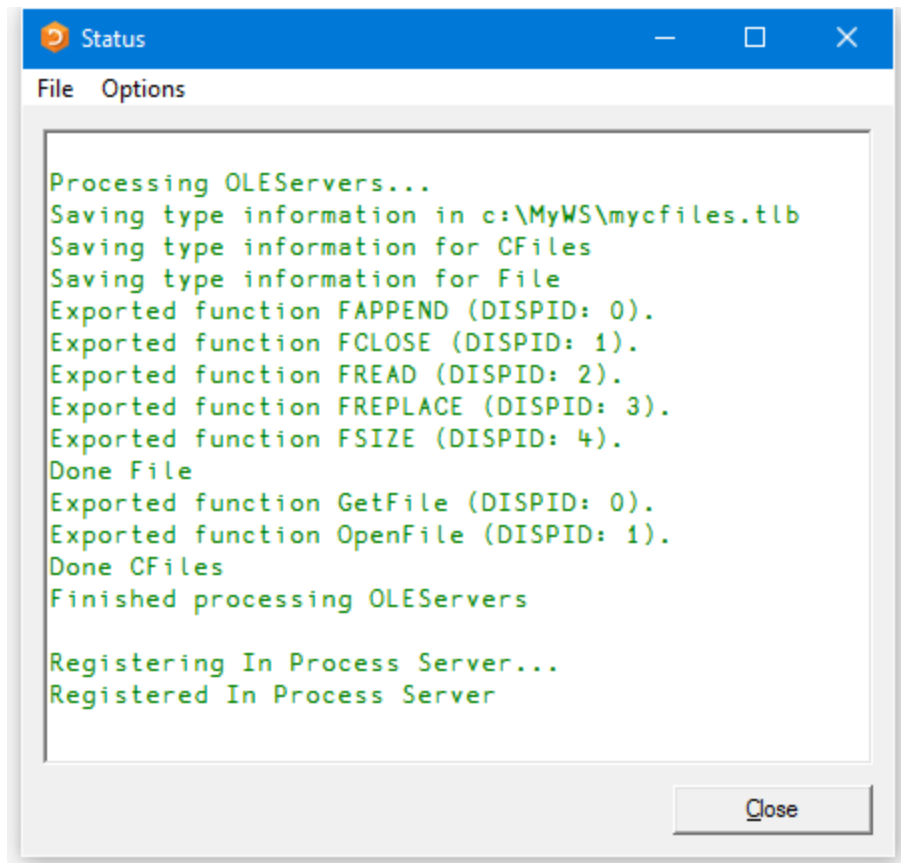 Status
File Options
Processing OLEServers...
Saving type information in c:\MyWS\mycfiles.tlb
Saving type information for CFiles
Saving type information for File
Exported function FAPPEND (DISPID: 0).
Exported function FCLOSE (DISPID: 1).
Exported function FREAD (DISPID: 2).
Exported function FREPLACE (DISPID: 3).
Exported function FSIZE (DISPID: 4).
Done File
Exported function GetFile (DISPID: 0).
Exported function OpenFile (DISPID: 1).
Done CFiles
Finished processing OLEServers
Registering In Process Server...
Registered In Process Server
Close